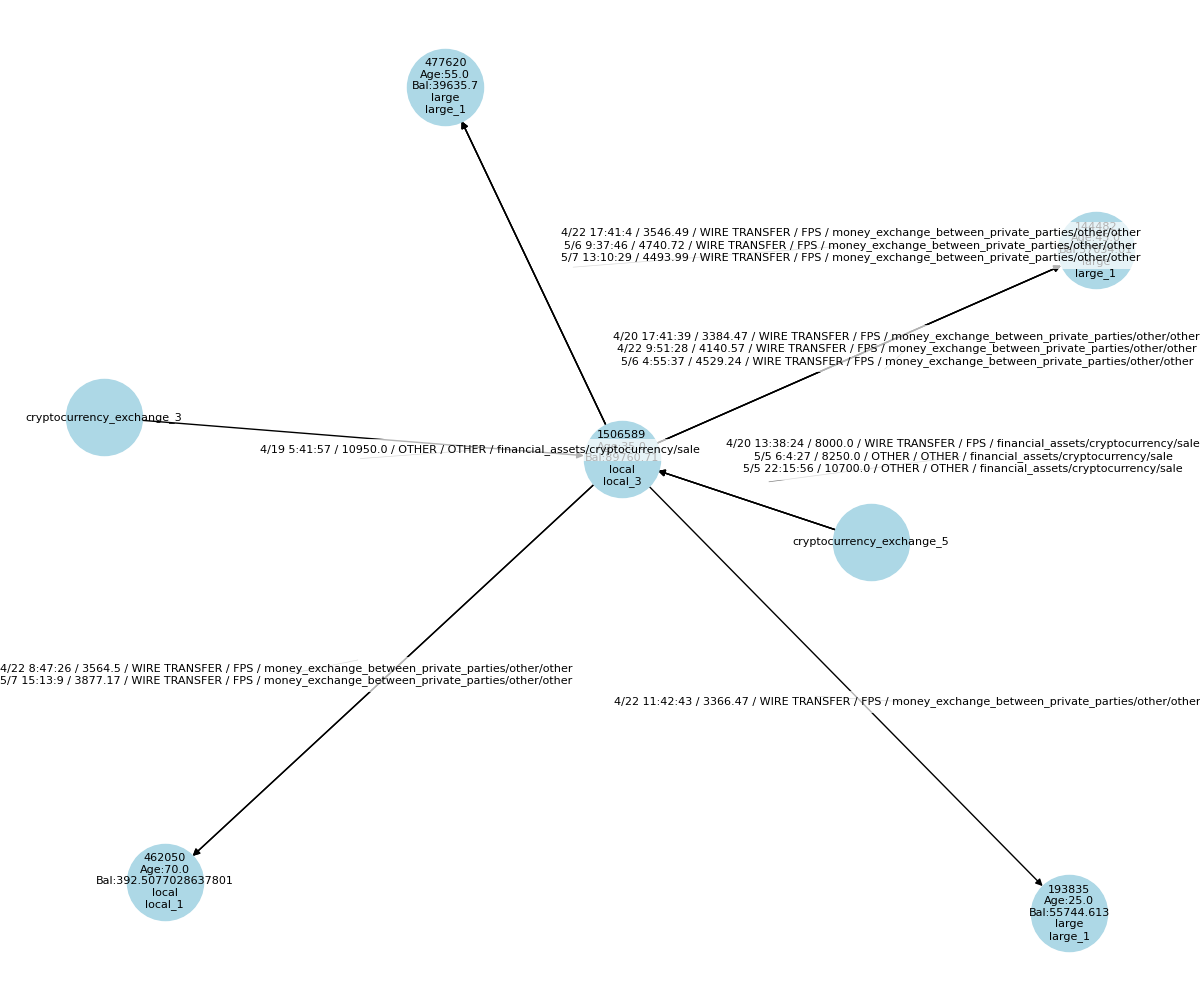 477620
Age:55.0
Bal:39635.7
large
large_1
4/22 17:41:4 / 3546.49 / WIRE TRANSFER / FPS / money_exchange_between_private_parties/other/other
5/6 9:37:46 / 4740.72 / WIRE TRANSFER / FPS / money_exchange_between_private_parties/other/other
5/7 13:10:29 / 4493.99 / WIRE TRANSFER / FPS / money_exchange_between_private_parties/other/other
large
large_1
4/20 17:41:39 / 3384.47 / WIRE TRANSFER / FPS / money_exchange_between_private_parties/other/other
4/22 9:51:28 / 4140.57 / WIRE TRANSFER / FPS / money_exchange_between_private_parties/other/other
5/6 4:55:37 / 4529.24 / WIRE TRANSFER / FPS / money_exchange_between_private_parties/other/other
cryptocurrency_exchange_3
4/19 5:41:57 / 10950.0 / OTHER / OTHER / financial_assets/cryptocurrency/sale
1506589
Age:35.0
Bal:89760.71
local
local_3
4/20 13:38:24 / 8000.0 / WIRE TRANSFER / FPS / financial_assets/cryptocurrency/sale
5/5 6:4:27 / 8250.0 / OTHER / OTHER / financial_assets/cryptocurrency/sale
5/5 22:15:56 / 10700.0 / OTHER / OTHER / financial_assets/cryptocurrency/sale
cryptocurrency_exchange_5
4/22 8:47:26 / 3564.5 / WIRE TRANSFER / FPS / money_exchange_between_private_parties/other/other
5/7 15:13:9 / 3877.17 / WIRE TRANSFER / FPS / money_exchange_between_private_parties/other/other
4/22 11:42:43 / 3366.47 / WIRE TRANSFER / FPS / money_exchange_between_private_parties/other/other
462050
Age:70.0
Bal:392.5077028637801
local
local_1
193835
Age:25.0
Bal:55744.613
large
large_1